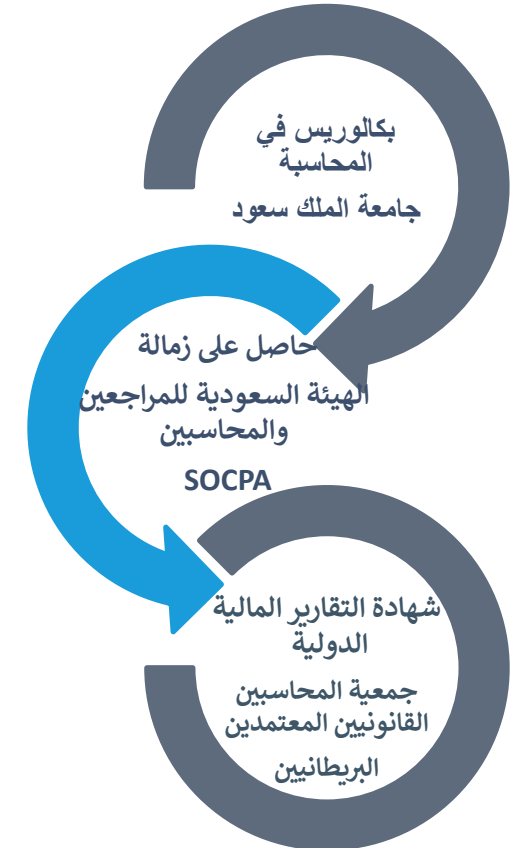 بكالوريس في
المحاسبة
جامعة الملك سعود
حاصل على زمالة
الهيئة السعودية للمراجعين
والمحاسبين
SOCPA
شهادة التقارير المالية
الدولية
جمعية المحاسبين
القانونيين المعتمدين
البريطانيين